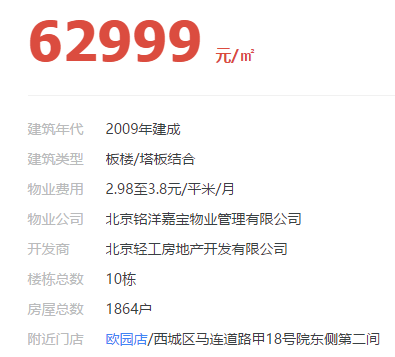 62999 元/㎡
建筑年代 2009年建成
建筑类型 板楼/塔板结合
物业费用 2.98至3.8元/平米/月
物业公司 北京铭洋嘉宝物业管理有限公司
开发商 北京轻工房地产开发有限公司
楼栋总数 10栋
房屋总数 1864户
附近门店 欧园店/西城区马连道路甲18号院东侧第二间